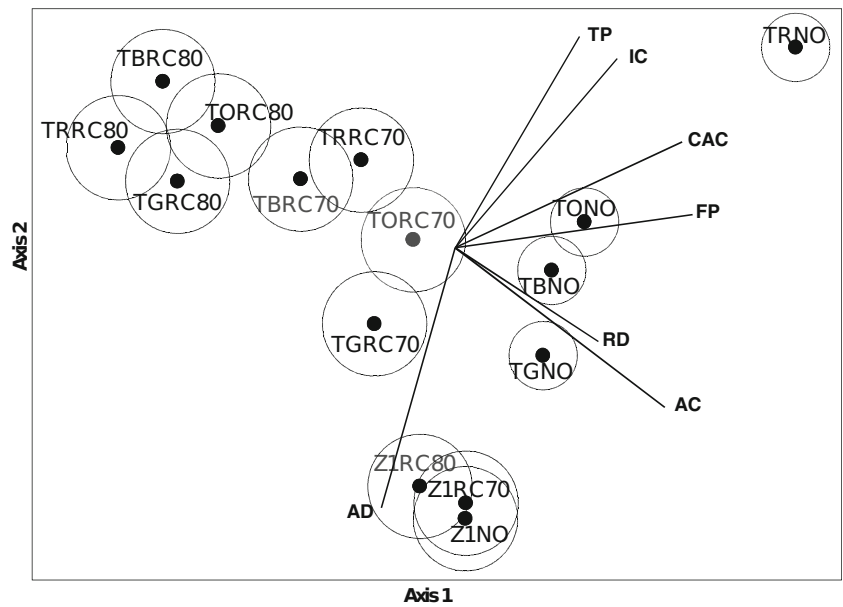 TP
TRNO
IC
TBRC80
TORC80
TRRC80
TRRC70
CAC
TGRC80
TBRC70
TORC70
TONO
FP
Axis 2
TBNO
TGRC70
RD
TGNO
AC
Z1RC80
Z1RC70
AD
Z1NO
Axis 1